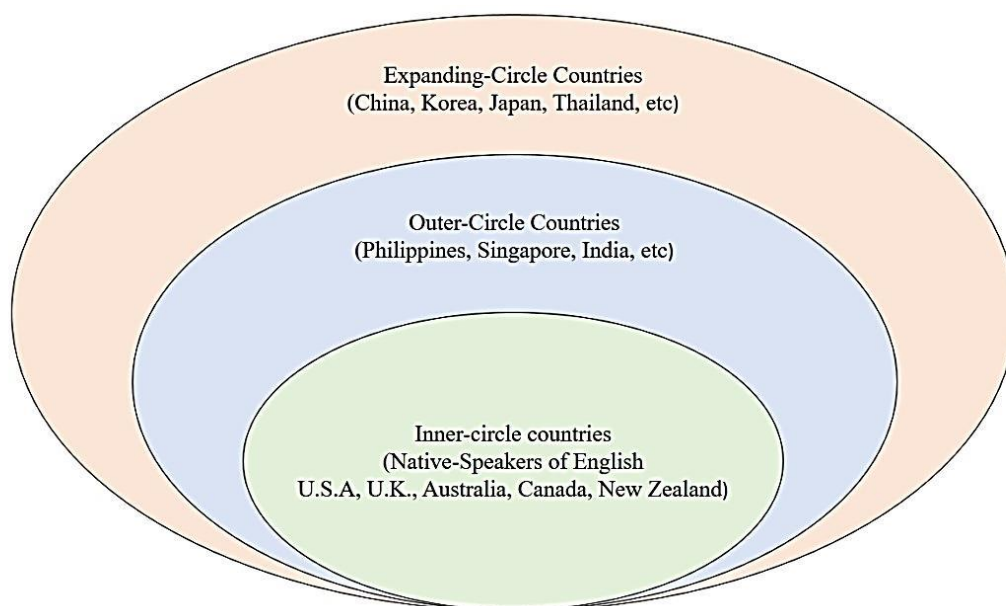 Expanding-Circle Countries
(China, Korea, Japan, Thailand, etc)
Outer-Circle Countries
(Philippines, Singapore, India, etc)
Inner-circle countries
(Native-Speakers of English
U.S.A, U.K., Australia, Canada, New Zealand)